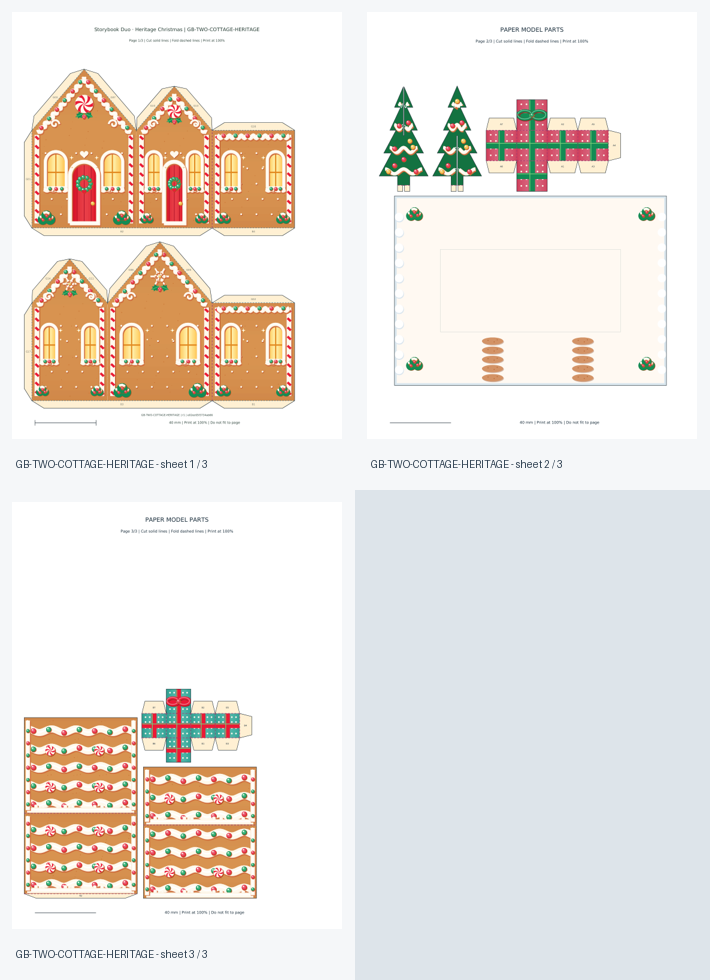 Storybook Duo · Heritage Christmas | GB-TWO-COTTAGE-HERITAGE
Page 1/3 | Cut solid lines | Fold dashed lines | Print at 100%
40 mm | Print at 100% | Do not fit to page
GB-TWO-COTTAGE-HERITAGE - sheet 1 / 3
PAPER MODEL PARTS
Page 2/3 | Cut solid lines | Fold dashed lines | Print at 100%
40 mm | Print at 100% | Do not fit to page
GB-TWO-COTTAGE-HERITAGE - sheet 2 / 3
PAPER MODEL PARTS
Page 3/3 | Cut solid lines | Fold dashed lines | Print at 100%
40 mm | Print at 100% | Do not fit to page
GB-TWO-COTTAGE-HERITAGE - sheet 3 / 3